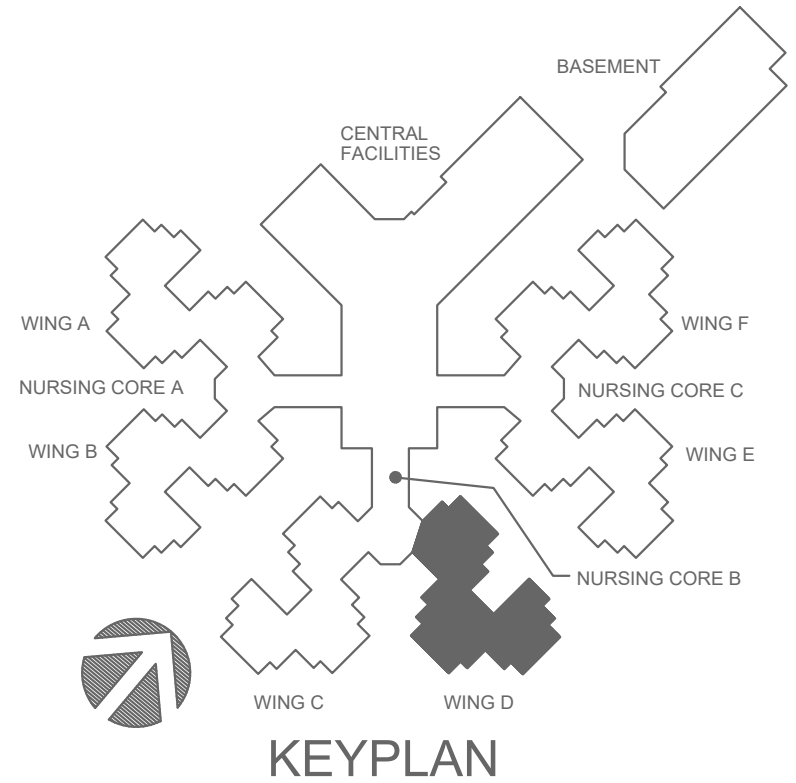 BASEMENT
CENTRAL
FACILITIES
WING A
WING F
NURSING CORE A
NURSING CORE C
WING B
WING E
NURSING CORE B
WING C
WING D
KEYPLAN